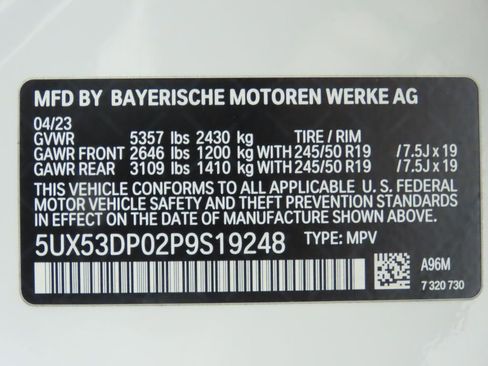 MFD BY BAYERISCHE MOTOREN WERKE AG
04/23
GVWR 5357 lbs 2430 kg TIRE / RIM
GAWR FRONT 2646 lbs 1200 kg WITH 245/50 R19 /7.5J x 19
GAWR REAR 3109 lbs 1410 kg WITH 245/50 R19 /7.5J x 19
THIS VEHICLE CONFORMS TO ALL APPLICABLE U. S. FEDERAL
MOTOR VEHICLE SAFETY AND THEFT PREVENTION STANDARDS
IN EFFECT ON THE DATE OF MANUFACTURE SHOWN ABOVE.
5UX53DP02P9S19248 TYPE: MPV
A96M
7 320 730